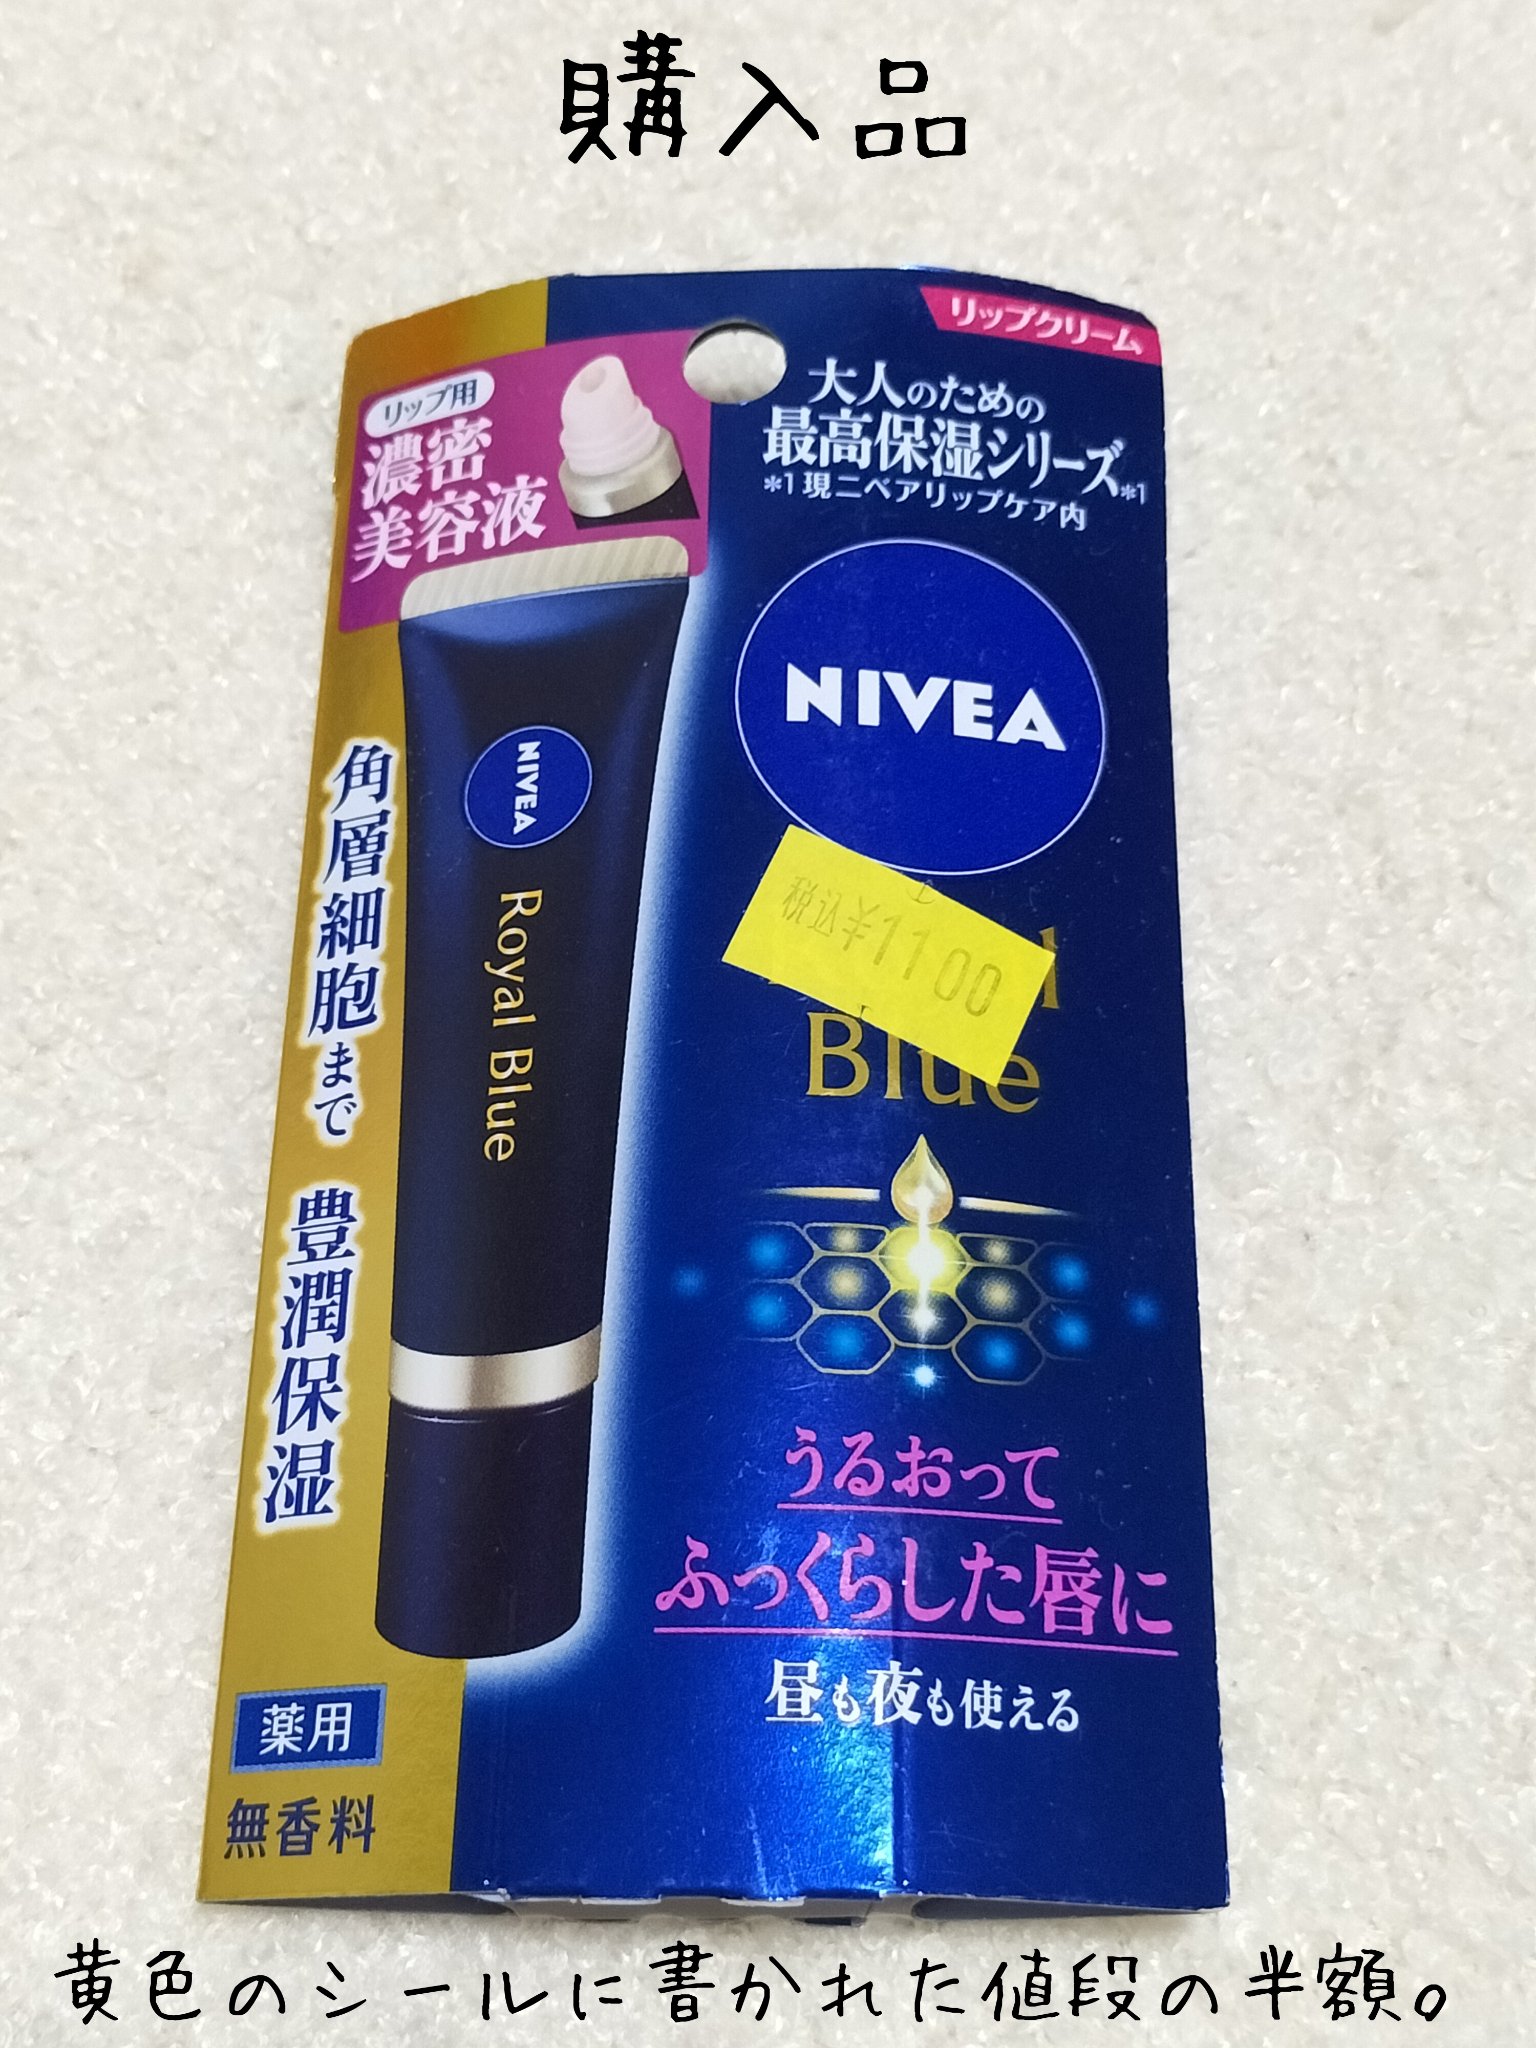 購入品
リップクリーム
リップ用
濃密
美容液
大人のための
最高保湿シリーズ*1
*1現ニベアリップケア内
NIVEA
NIVEA
Royal Blue
税込¥1100
Blue
角層細胞まで 豊潤保湿
うるおって
ふっくらした唇に
昼も夜も使える
薬用
無香料
黄色のシールに書かれた値段の半額。